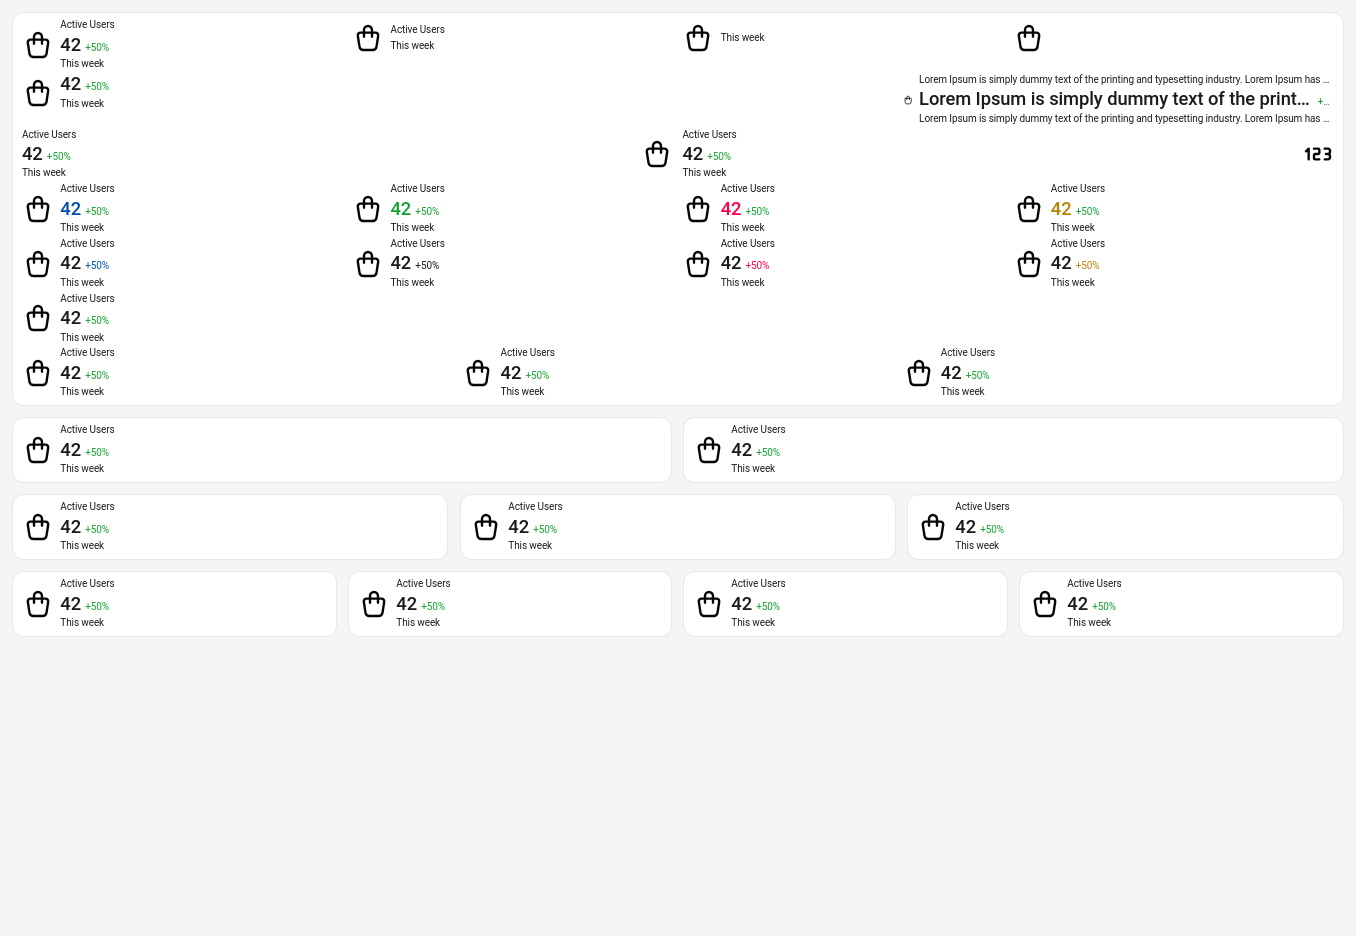 Active Users
42 +50%
This week
Active Users
This week
This week
42 +50%
This week
Lorem Ipsum is simply dummy text of the printing and typesetting industry. Lorem Ipsum has ...
Lorem Ipsum is simply dummy text of the print... +...
Lorem Ipsum is simply dummy text of the printing and typesetting industry. Lorem Ipsum has ...
Active Users
42 +50%
This week
Active Users
42 +50%
This week
123
Active Users
42 +50%
This week
Active Users
42 +50%
This week
Active Users
42 +50%
This week
Active Users
42 +50%
This week
Active Users
42 +50%
This week
Active Users
42 +50%
This week
Active Users
42 +50%
This week
Active Users
42 +50%
This week
Active Users
42 +50%
This week
Active Users
42 +50%
This week
Active Users
42 +50%
This week
Active Users
42 +50%
This week
Active Users
42 +50%
This week
Active Users
42 +50%
This week
Active Users
42 +50%
This week
Active Users
42 +50%
This week
Active Users
42 +50%
This week
Active Users
42 +50%
This week
Active Users
42 +50%
This week
Active Users
42 +50%
This week
Active Users
42 +50%
This week